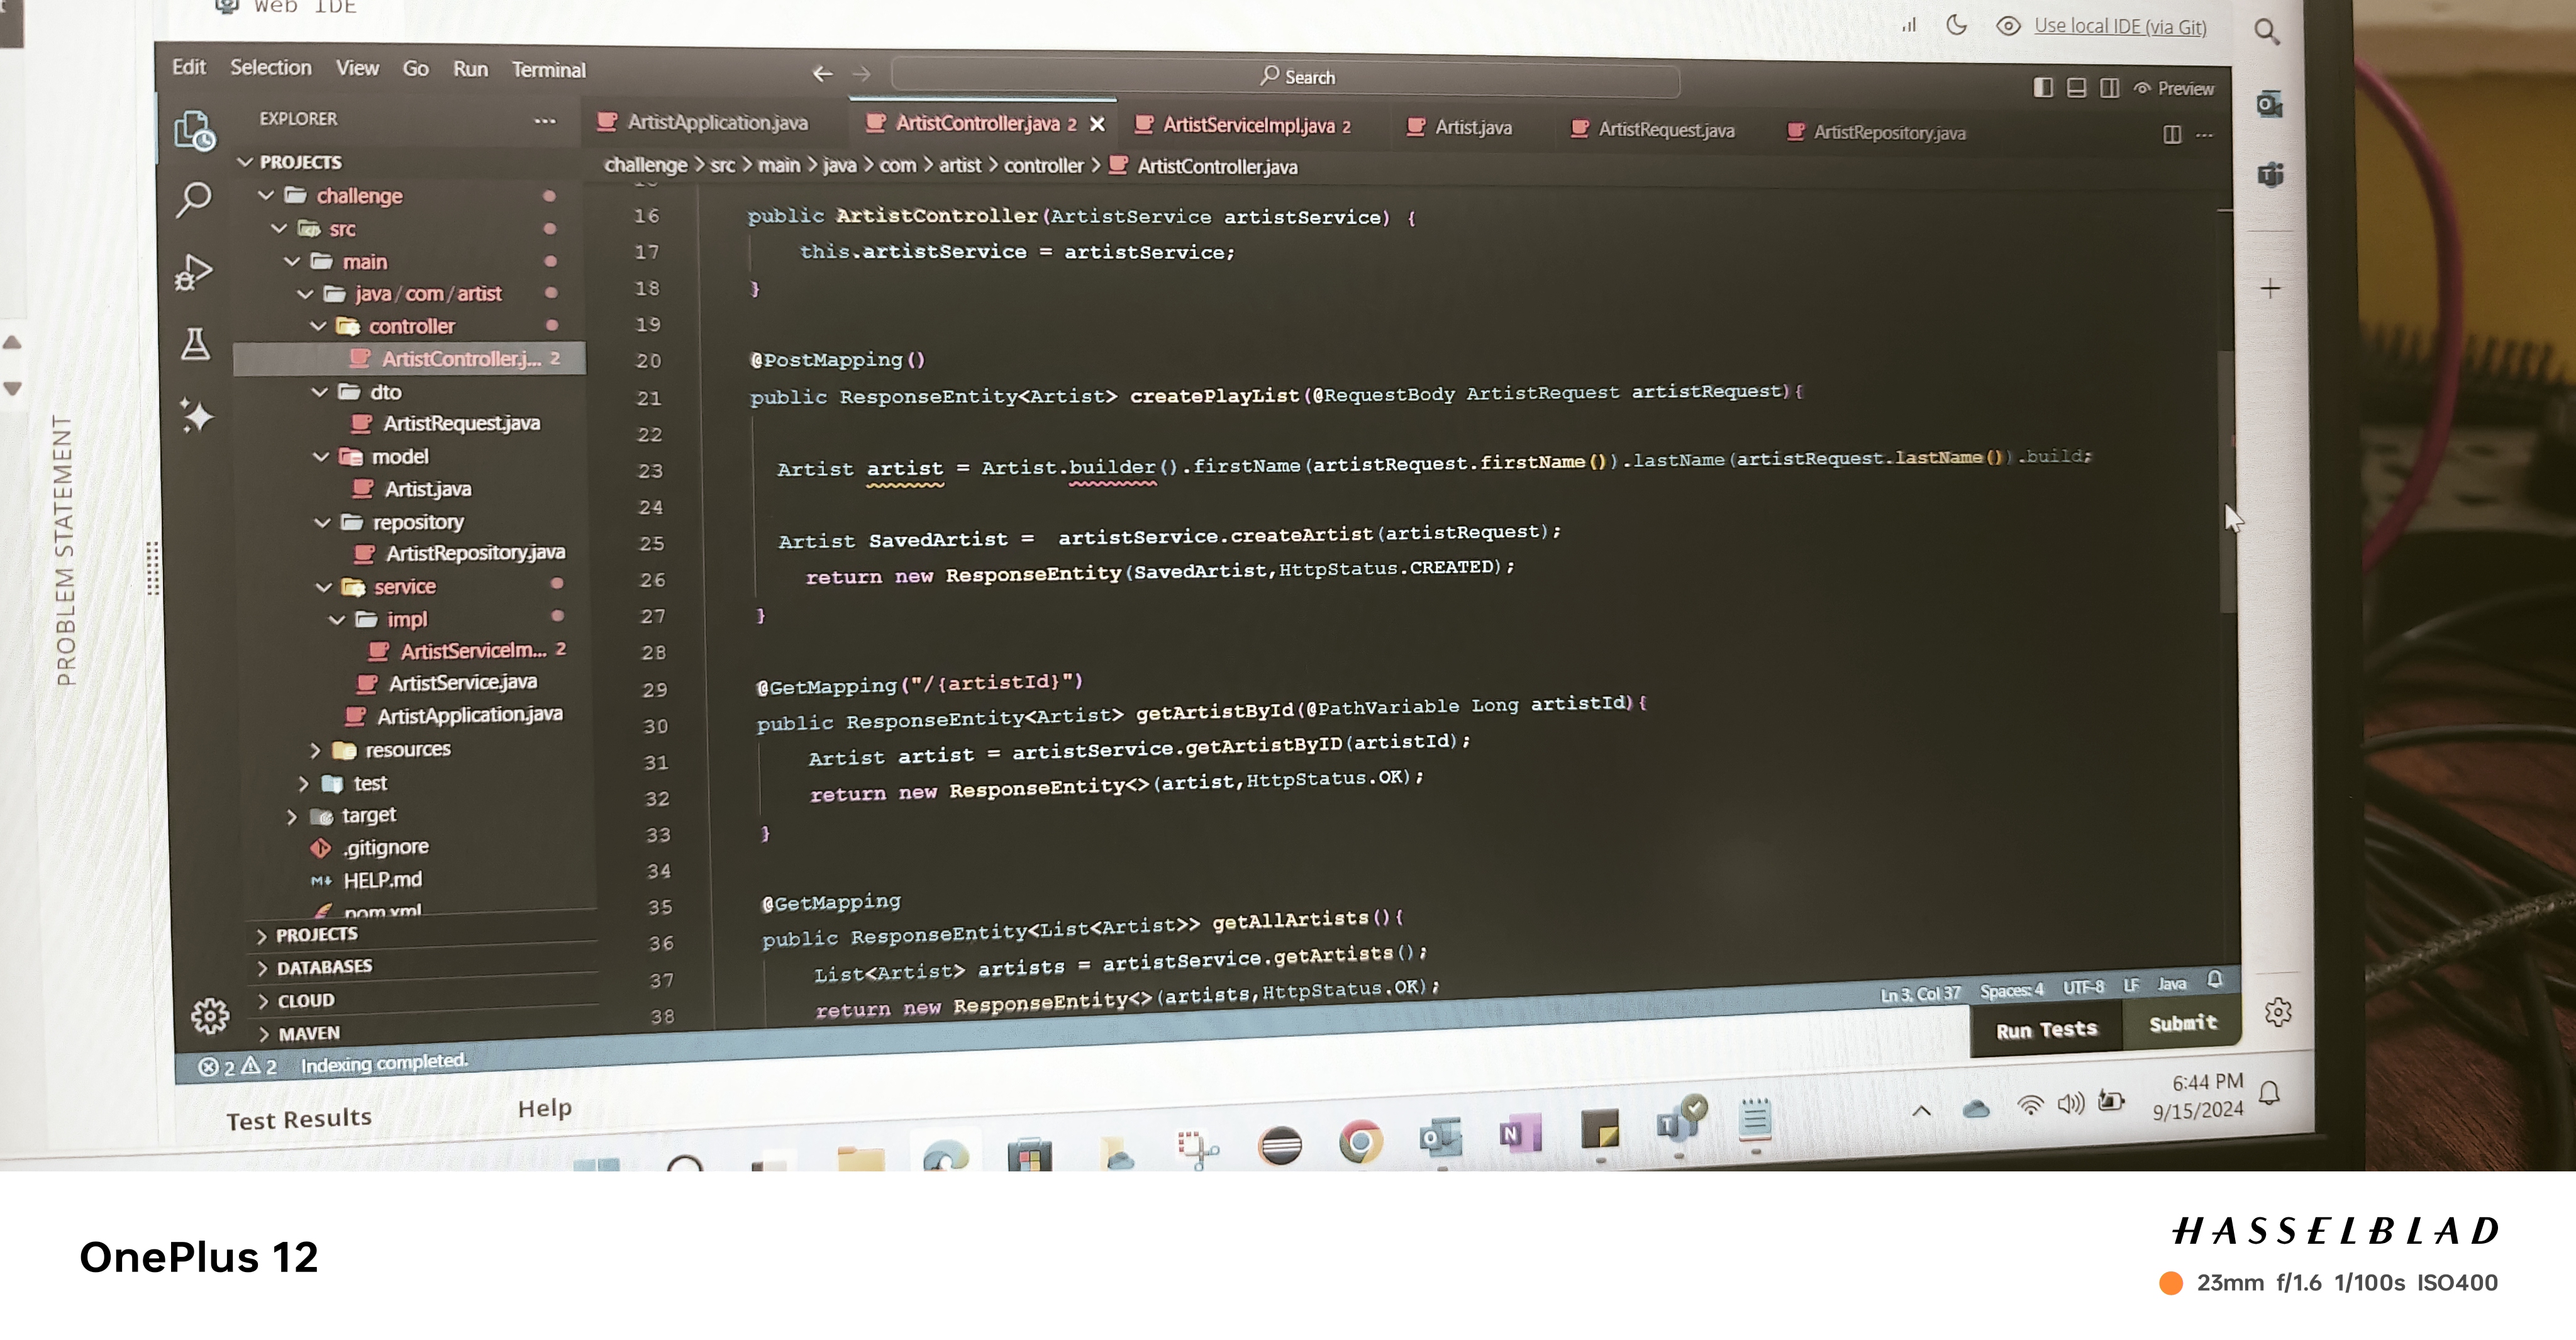 Web IDE
Use local IDE (via Git)
Edit Selection View Go Run Terminal
Search
Preview
EXPLORER
ArtistApplication.java
ArtistController.java 2
ArtistServiceImpl.java 2
Artist.java
ArtistRequest.java
ArtistRepository.java
PROJECTS
challenge > src > main > java > com > artist > controller > ArtistController.java
challenge
src
main
java/com/artist
controller
ArtistController.j... 2
dto
ArtistRequest.java
model
Artist.java
repository
ArtistRepository.java
service
impl
ArtistServiceIm... 2
ArtistService.java
ArtistApplication.java
resources
test
target
.gitignore
HELP.md
pom.xml
PROJECTS
DATABASES
CLOUD
MAVEN
PROBLEM STATEMENT
16 public ArtistController(ArtistService artistService) {
17 this.artistService = artistService;
18 }
19
20 @PostMapping()
21 public ResponseEntity<Artist> createPlayList(@RequestBody ArtistRequest artistRequest){
22
23 Artist artist = Artist.builder().firstName(artistRequest.firstName()).lastName(artistRequest.lastName()).build;
24
25 Artist SavedArtist = artistService.createArtist(artistRequest);
26 return new ResponseEntity(SavedArtist,HttpStatus.CREATED);
27 }
28
29 @GetMapping("/{artistId}")
30 public ResponseEntity<Artist> getArtistById(@PathVariable Long artistId){
31 Artist artist = artistService.getArtistByID(artistId);
32 return new ResponseEntity<>(artist,HttpStatus.OK);
33 }
34
35 @GetMapping
36 public ResponseEntity<List<Artist>> getAllArtists(){
37 List<Artist> artists = artistService.getArtists();
38 return new ResponseEntity<>(artists,HttpStatus.OK);
2 2 Indexing completed.
Ln 3, Col 37 Spaces: 4 UTF-8 LF Java
Run Tests Submit
Test Results Help
6:44 PM
9/15/2024
OnePlus 12
HASSELBLAD
23mm f/1.6 1/100s ISO400